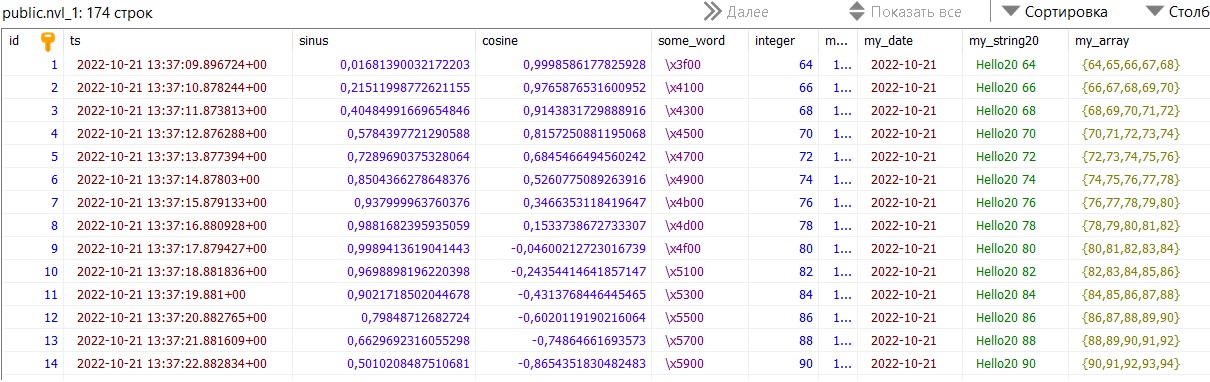 public.nvl_1: 174 строк Далее Показать все Сортировка Столб
id ts sinus cosine some_word integer m... my_date my_string20 my_array
1 2022-10-21 13:37:09.896724+00 0,01681390032172203 0,9998586177825928 \x3f00 64 1... 2022-10-21 Hello20 64 {64,65,66,67,68}
2 2022-10-21 13:37:10.878244+00 0,21511998772621155 0,9765876531600952 \x4100 66 1... 2022-10-21 Hello20 66 {66,67,68,69,70}
3 2022-10-21 13:37:11.873813+00 0,40484991669654846 0,9143831729888916 \x4300 68 1... 2022-10-21 Hello20 68 {68,69,70,71,72}
4 2022-10-21 13:37:12.876288+00 0,5784397721290588 0,8157250881195068 \x4500 70 1... 2022-10-21 Hello20 70 {70,71,72,73,74}
5 2022-10-21 13:37:13.877394+00 0,7289690375328064 0,6845466494560242 \x4700 72 1... 2022-10-21 Hello20 72 {72,73,74,75,76}
6 2022-10-21 13:37:14.87803+00 0,8504366278648376 0,5260775089263916 \x4900 74 1... 2022-10-21 Hello20 74 {74,75,76,77,78}
7 2022-10-21 13:37:15.879133+00 0,937999963760376 0,3466353118419647 \x4b00 76 1... 2022-10-21 Hello20 76 {76,77,78,79,80}
8 2022-10-21 13:37:16.880928+00 0,9881682395935059 0,1533738672733307 \x4d00 78 1... 2022-10-21 Hello20 78 {78,79,80,81,82}
9 2022-10-21 13:37:17.879427+00 0,9989413619041443 -0,04600212723016739 \x4f00 80 1... 2022-10-21 Hello20 80 {80,81,82,83,84}
10 2022-10-21 13:37:18.881836+00 0,9698898196220398 -0,24354414641857147 \x5100 82 1... 2022-10-21 Hello20 82 {82,83,84,85,86}
11 2022-10-21 13:37:19.881+00 0,9021718502044678 -0,4313768446445465 \x5300 84 1... 2022-10-21 Hello20 84 {84,85,86,87,88}
12 2022-10-21 13:37:20.882765+00 0,79848712682724 -0,6020119190216064 \x5500 86 1... 2022-10-21 Hello20 86 {86,87,88,89,90}
13 2022-10-21 13:37:21.881609+00 0,6629692316055298 -0,74864661693573 \x5700 88 1... 2022-10-21 Hello20 88 {88,89,90,91,92}
14 2022-10-21 13:37:22.882834+00 0,5010208487510681 -0,8654351830482483 \x5900 90 1... 2022-10-21 Hello20 90 {90,91,92,93,94}